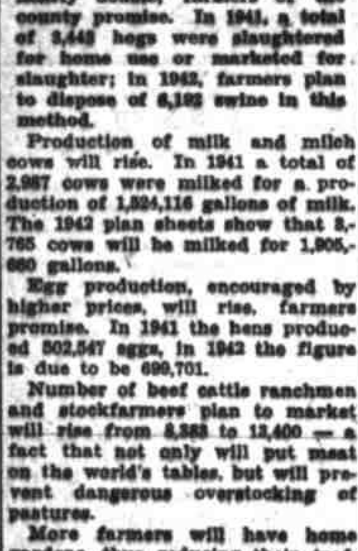 county promise. In 1941, a total
of 3,443 hogs were slaughtered
for home use or marketed for
slaughter; in 1942, farmers plan
to dispose of 6,192 swine in this
method.
Production of milk and milch
cows will rise. In 1941 a total of
2,987 cows were milked for a pro-
duction of 1,524,116 gallons of milk.
The 1942 plan sheets show that 3,-
765 cows will be milked for 1,905,-
660 gallons.
Egg production, encouraged by
higher prices, will rise, farmers
promise. In 1941 the hens produc-
ed 502,547 eggs, in 1942 the figure
is due to be 699,701.
Number of beef cattle ranchmen
and stockfarmers plan to market
will rise from 8,383 to 13,400 — a
fact that not only will put meat
on the world's tables, but will pre-
vent dangerous overstocking of
pastures.
More farmers will have home